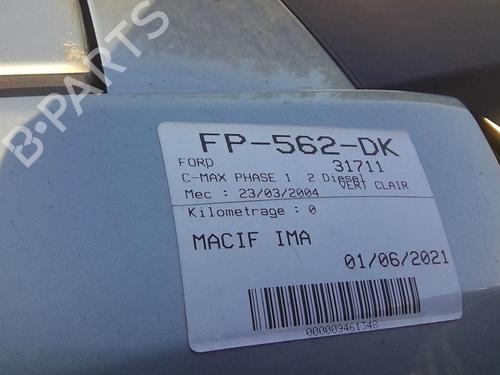 B-PARTS
FP-562-DK
FORD 31711
C-MAX PHASE 1 2 Diesel
VERT CLAIR
Mec : 23/03/2004
Kilometrage : 0
MACIF IMA
01/06/2021
000009461348